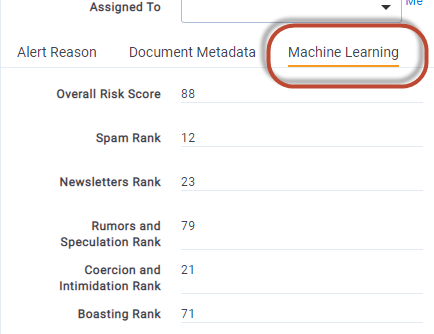 Assigned To
Me
Alert Reason Document Metadata Machine Learning
Overall Risk Score 88
Spam Rank 12
Newsletters Rank 23
Rumors and 79
Speculation Rank
Coercion and 21
Intimidation Rank
Boasting Rank 71